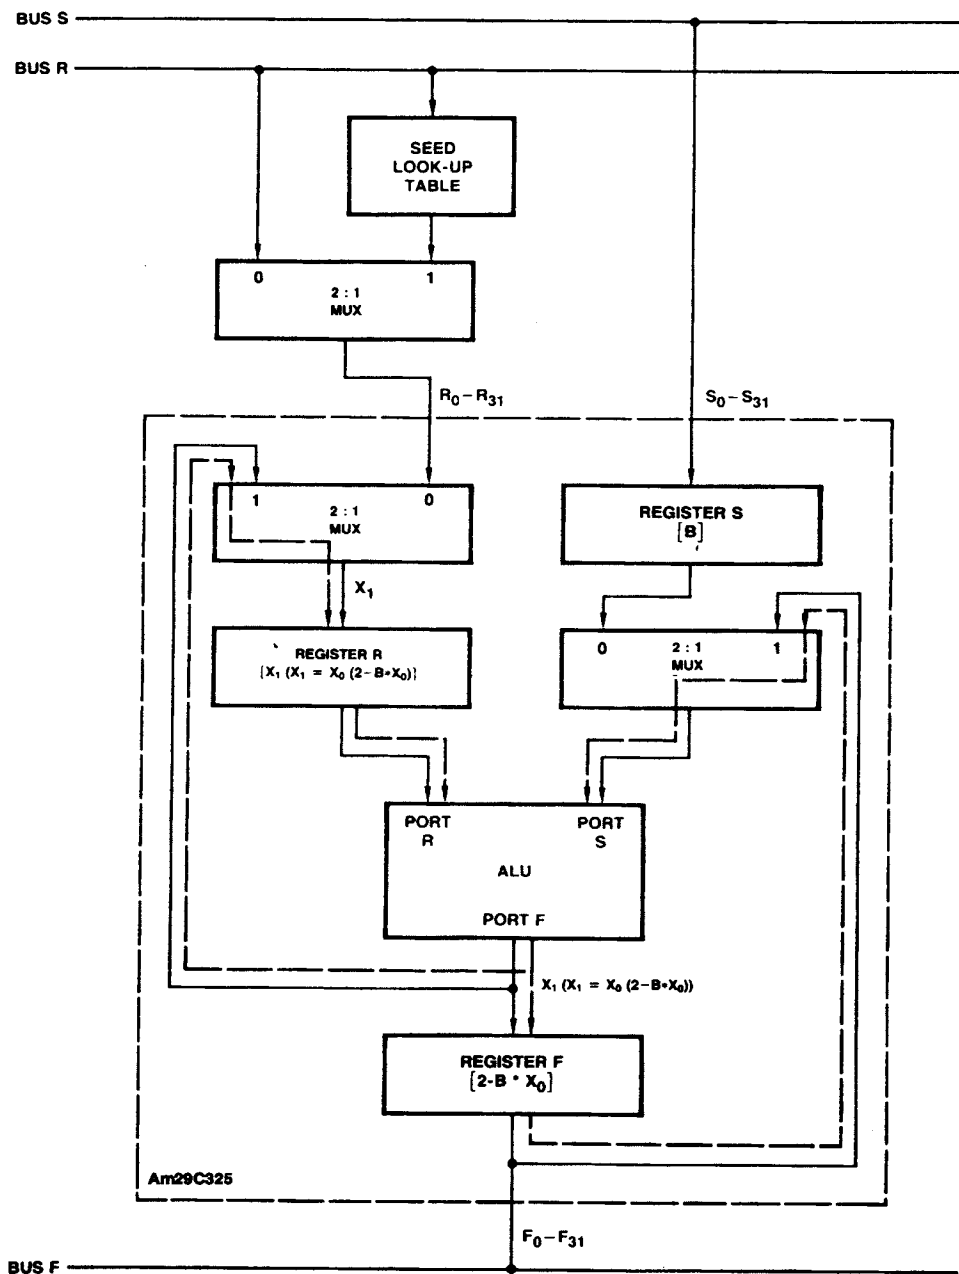 BUS S
BUS R
SEED
LOOK-UP
TABLE
0 1
2 : 1
MUX
R₀–R₃₁
S₀–S₃₁
1 0
2 : 1
MUX
REGISTER S
[B]
X₁
0 1
2 : 1
MUX
REGISTER R
{X₁ (X₁ = X₀ (2–B•X₀)}
PORT
R
PORT
S
ALU
PORT F
X₁ (X₁ = X₀ (2–B•X₀))
REGISTER F
[2-B • X₀]
Am29C325
F₀–F₃₁
BUS F